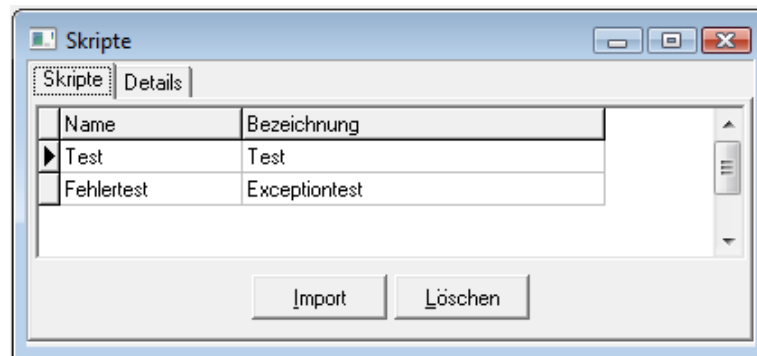 Skripte
Skripte Details
Name Bezeichnung
Test Test
Fehlertest Exceptiontest
Import Löschen